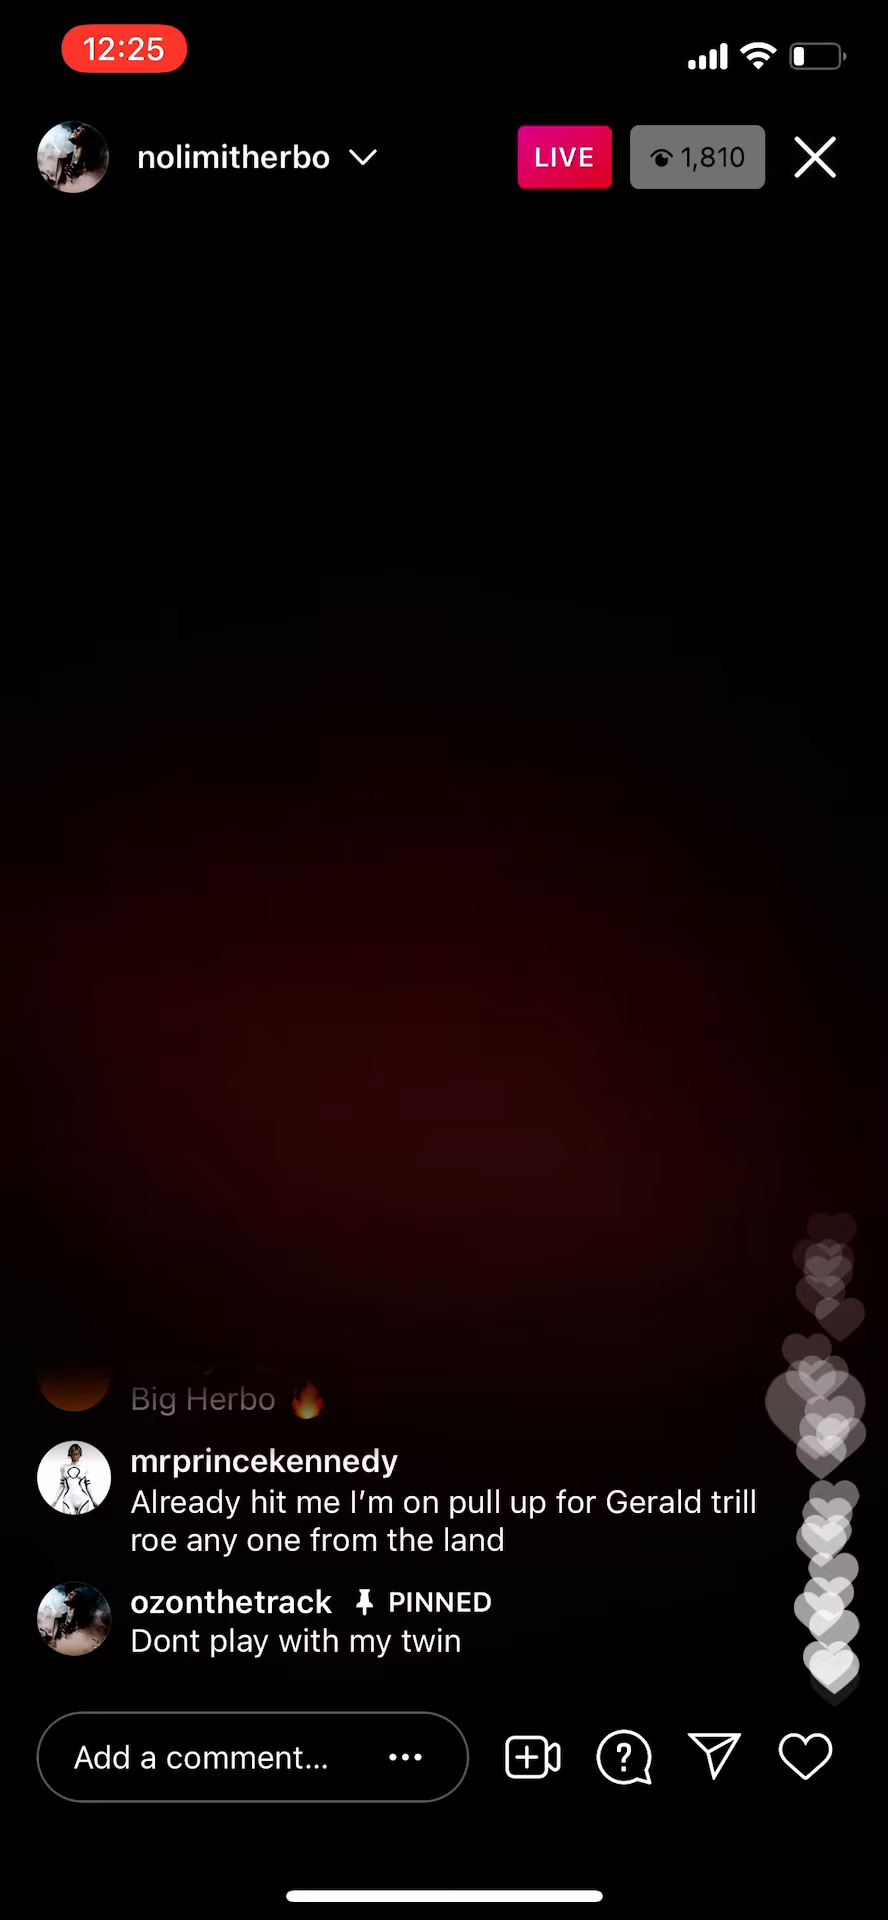 12:25
nolimitherbo
LIVE
1,810
Big Herbo 🔥
mrprincekennedy
Already hit me I’m on pull up for Gerald trill
roe any one from the land
ozonthetrack PINNED
Dont play with my twin
Add a comment...